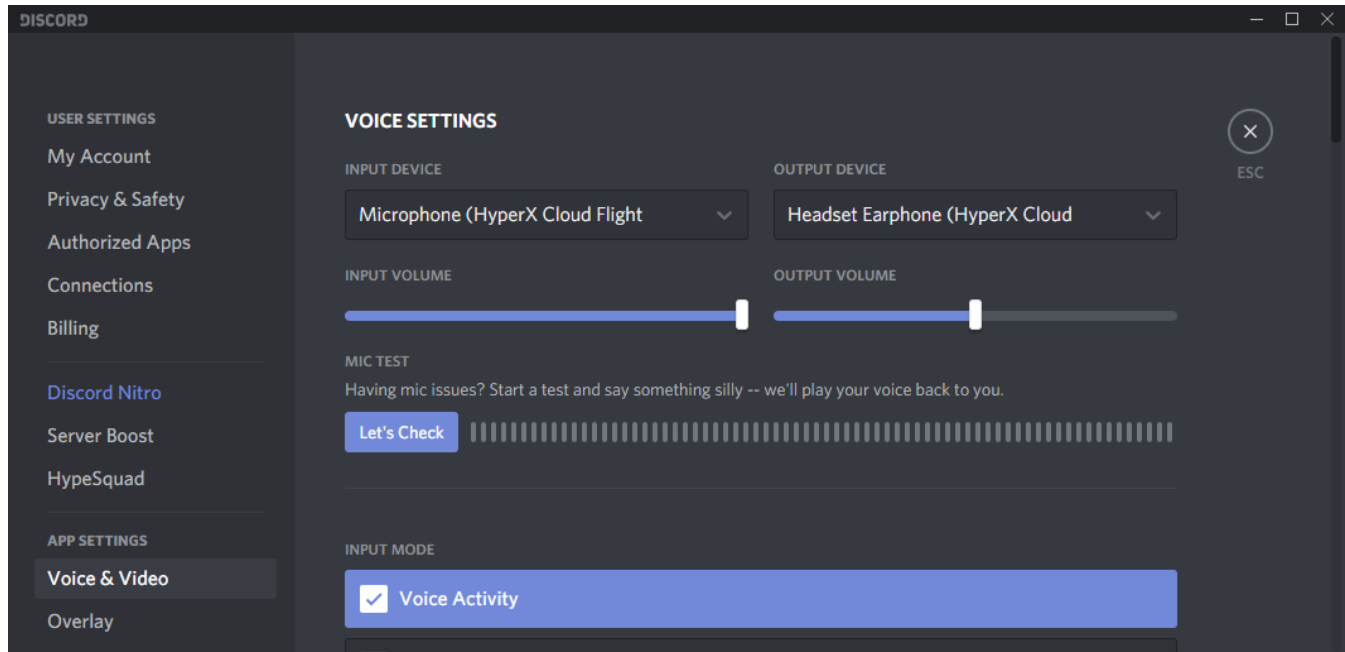 DISCORD
USER SETTINGS
My Account
Privacy & Safety
Authorized Apps
Connections
Billing
Discord Nitro
Server Boost
HypeSquad
APP SETTINGS
Voice & Video
Overlay
VOICE SETTINGS
INPUT DEVICE
Microphone (HyperX Cloud Flight
OUTPUT DEVICE
Headset Earphone (HyperX Cloud
INPUT VOLUME
OUTPUT VOLUME
MIC TEST
Having mic issues? Start a test and say something silly -- we'll play your voice back to you.
Let's Check
INPUT MODE
Voice Activity
ESC